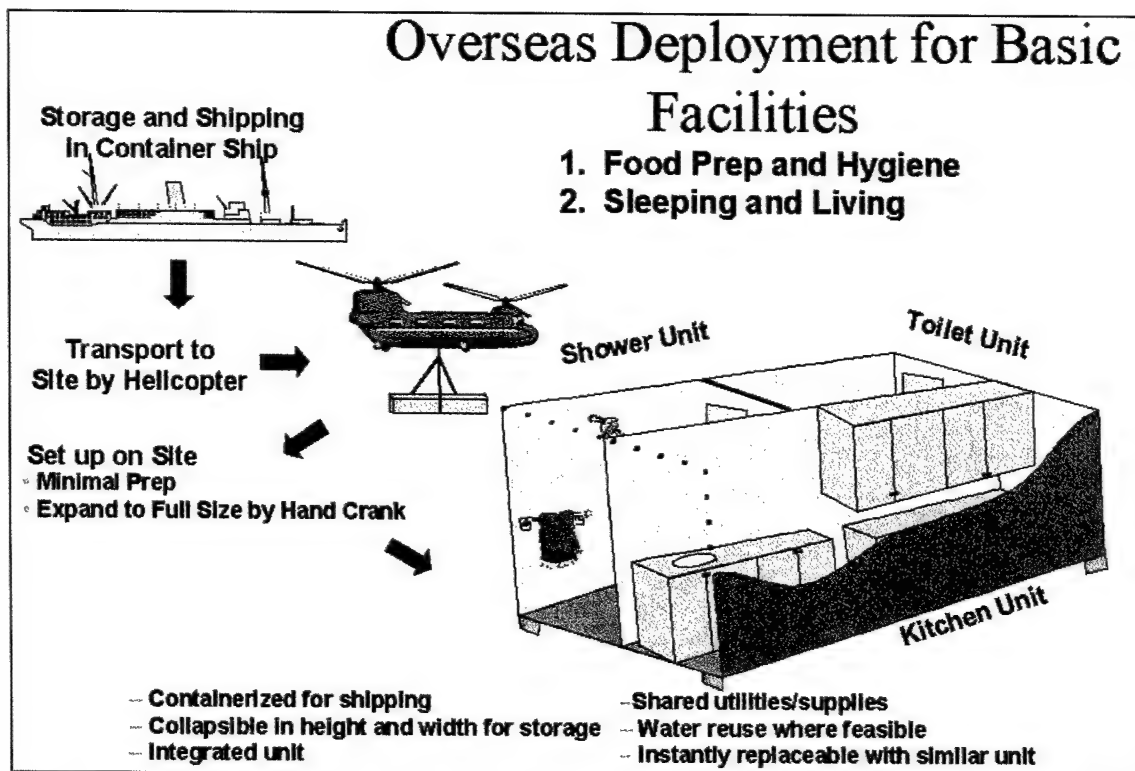 Overseas Deployment for Basic
Facilities
1. Food Prep and Hygiene
2. Sleeping and Living
Storage and Shipping
in Container Ship
Transport to
Site by Helicopter
Set up on Site
• Minimal Prep
• Expand to Full Size by Hand Crank
Shower Unit
Toilet Unit
Kitchen Unit
– Containerized for shipping
– Collapsible in height and width for storage
– Integrated unit
– Shared utilities/supplies
– Water reuse where feasible
– Instantly replaceable with similar unit